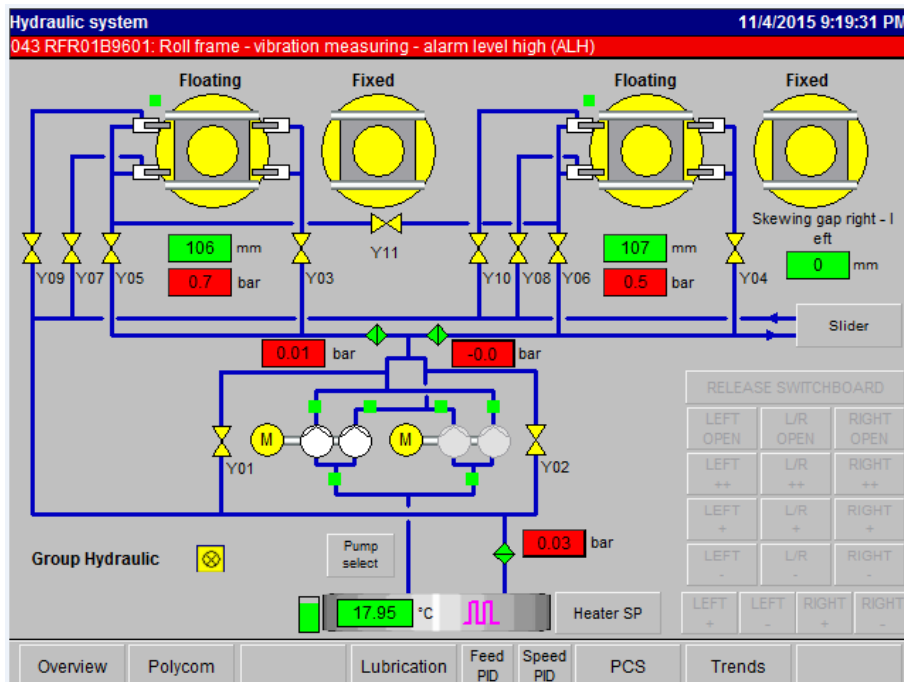 Hydraulic system 11/4/2015 9:19:31 PM
043 RFR01B9601: Roll frame - vibration measuring - alarm level high (ALH)
Floating Fixed Floating Fixed
Skewing gap right - l
eft
Y09 Y07 Y05 106 mm Y03 Y11 Y10 Y08 Y06 107 mm Y04 0 mm
0.7 bar 0.5 bar
Slider
0.01 bar -0.0 bar
RELEASE SWITCHBOARD
LEFT OPEN L/R OPEN RIGHT OPEN
M M
Y01 Y02
LEFT ++ L/R ++ RIGHT ++
LEFT + L/R + RIGHT +
Group Hydraulic
Pump
select
0.03 bar
LEFT - L/R - RIGHT -
17.95 °C Heater SP
LEFT + LEFT - RIGHT + RIGHT -
Overview Polycom Lubrication Feed PID Speed PID PCS Trends